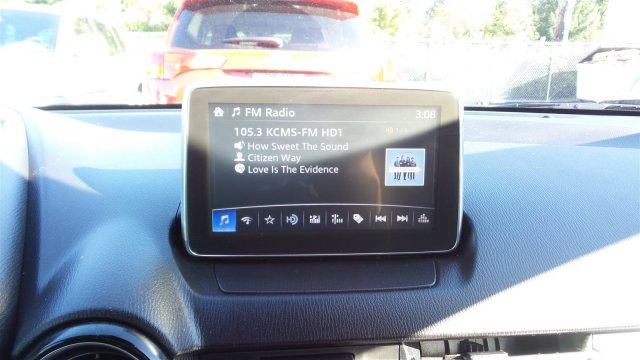 FM Radio
3:08
105.3 KCMS-FM HD1
How Sweet The Sound
Citizen Way
Love Is The Evidence